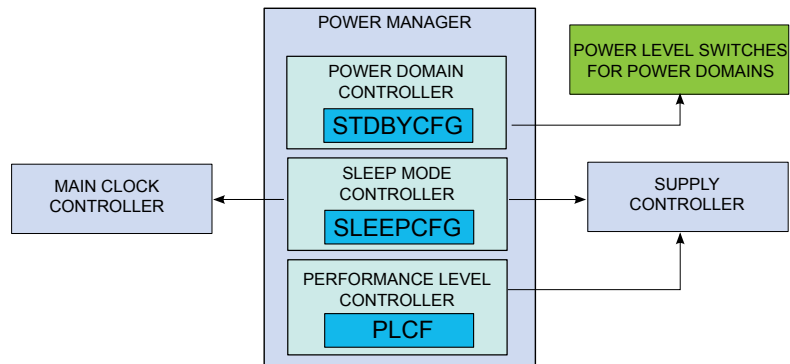 POWER MANAGER
POWER DOMAIN
CONTROLLER
STDBYCFG
POWER LEVEL SWITCHES
FOR POWER DOMAINS
MAIN CLOCK
CONTROLLER
SLEEP MODE
CONTROLLER
SLEEPCFG
SUPPLY
CONTROLLER
PERFORMANCE LEVEL
CONTROLLER
PLCF